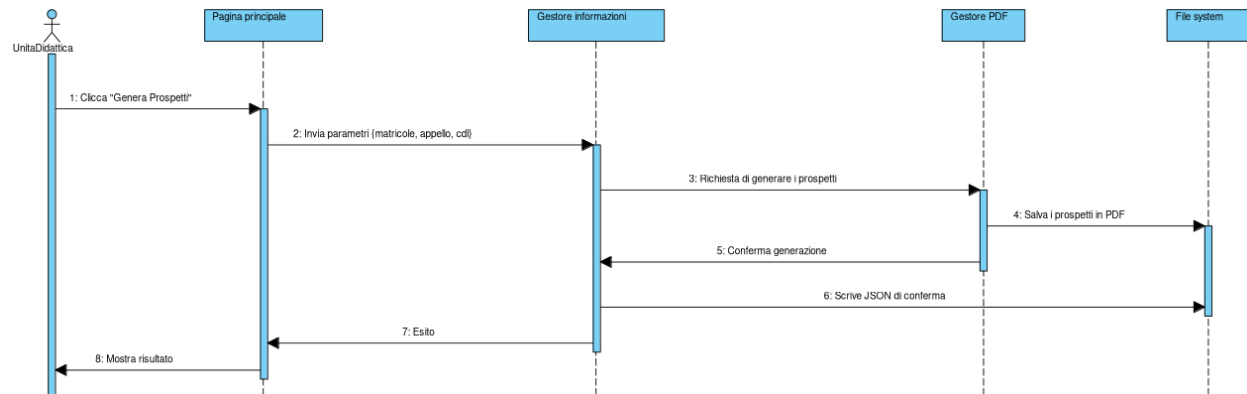 Pagina principale
Gestore informazioni
Gestore PDF
File system
UnitaDidattica
1: Clicca "Genera Prospetti"
2: Invia parametri {matricole, appello, cdl}
3: Richiesta di generare i prospetti
4: Salva i prospetti in PDF
5: Conferma generazione
6: Scrive JSON di conferma
7: Esito
8: Mostra risultato